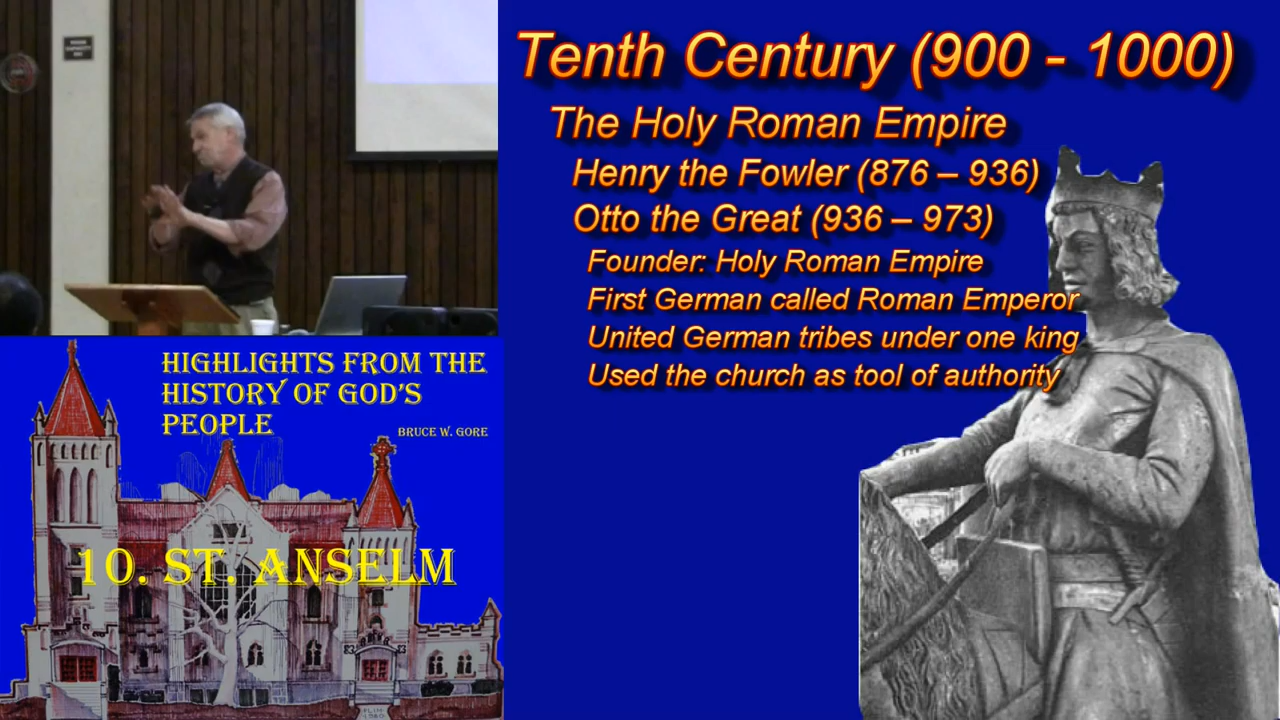 Tenth Century (900 - 1000)
The Holy Roman Empire
Henry the Fowler (876 – 936)
Otto the Great (936 – 973)
Founder: Holy Roman Empire
First German called Roman Emperor
United German tribes under one king
Used the church as tool of authority
HIGHLIGHTS FROM THE
HISTORY OF GOD'S
PEOPLE
BRUCE W. GORE
10. ST. ANSELM